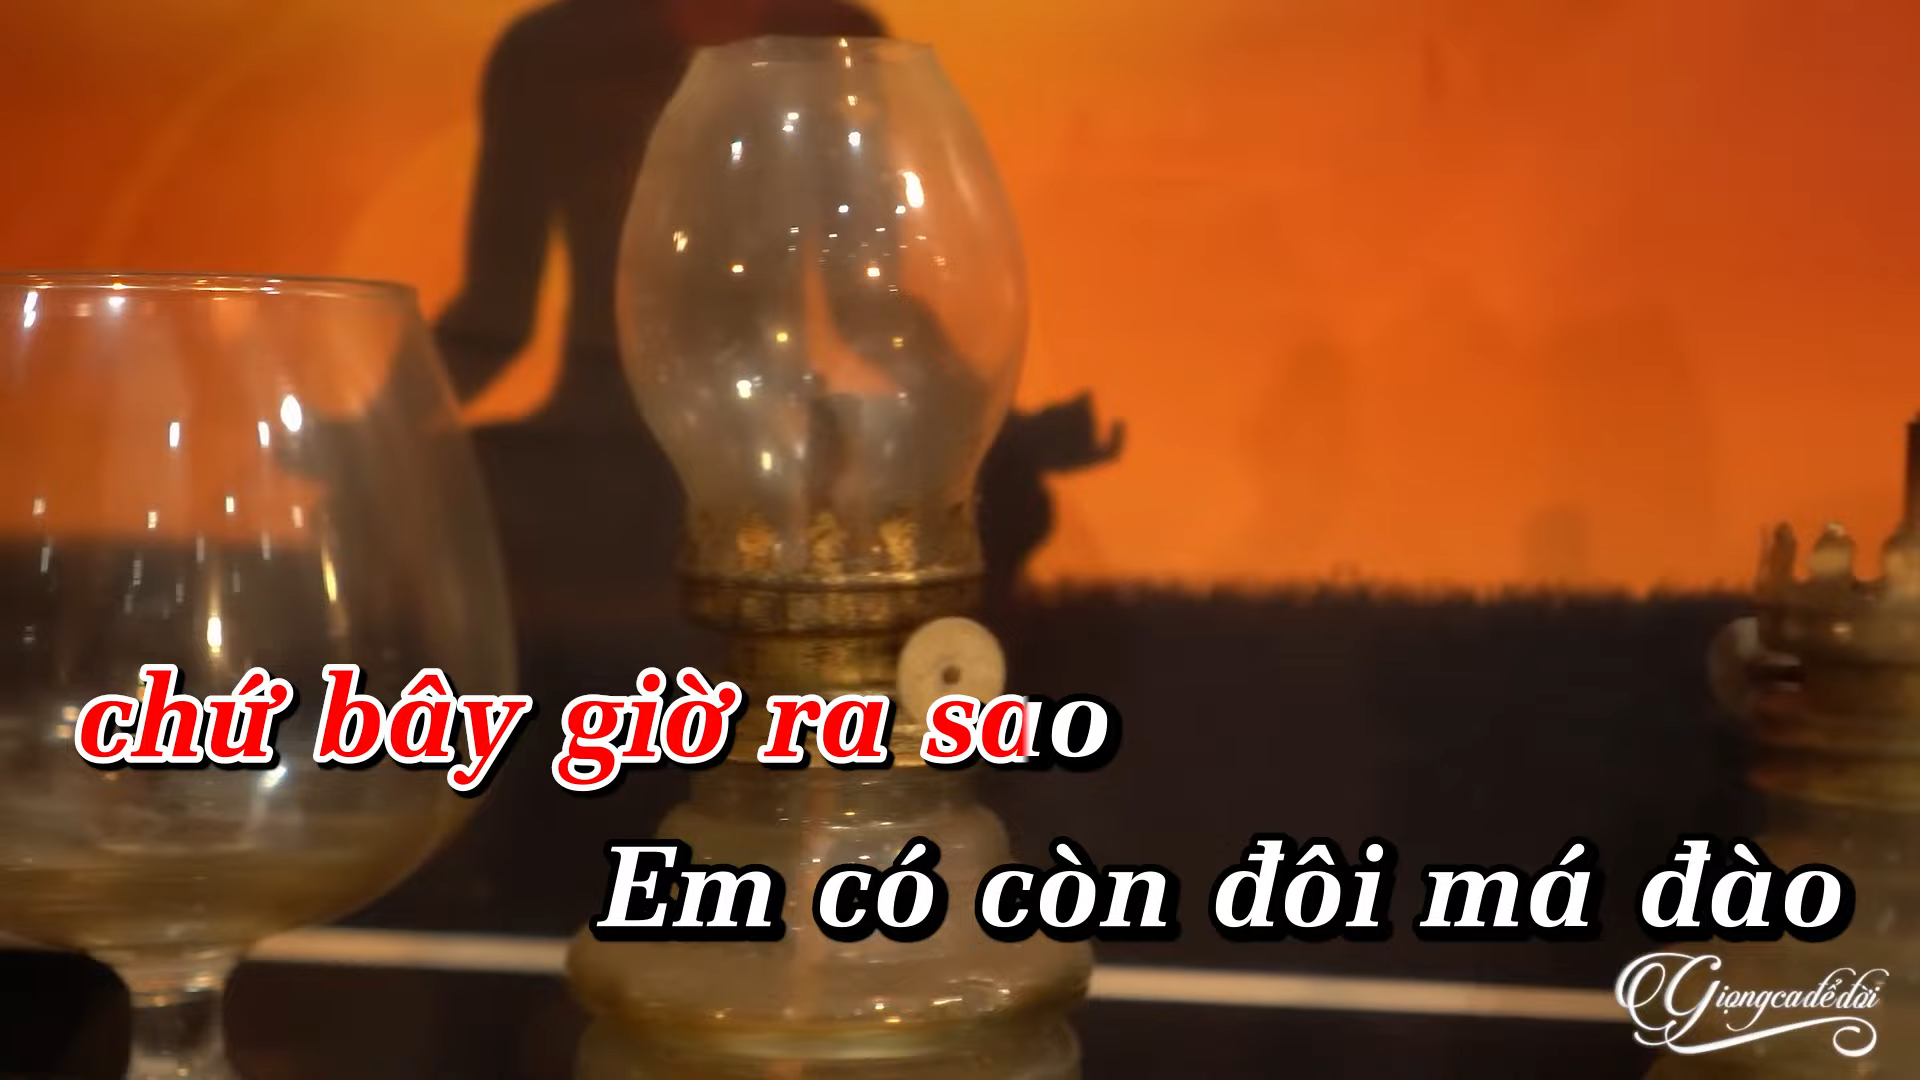 chứ bây giờ ra sao
Em có còn đôi má đào
Giọngcađểđời